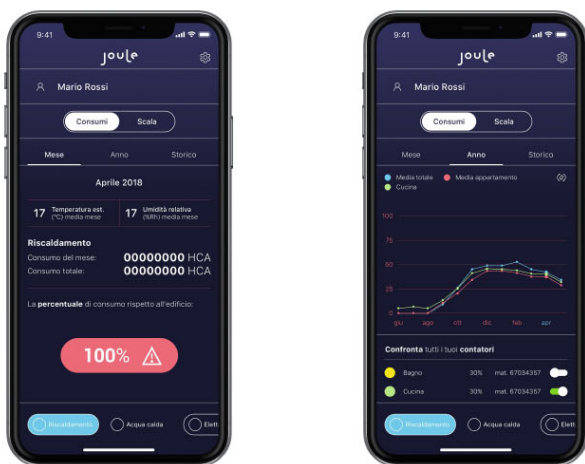 9:41
joule
Mario Rossi
Consumi Scala
Mese Anno Storico
Aprile 2018
17 Temperatura est. (°C) media mese
17 Umidità relativa (%Rh) media mese
Riscaldamento
Consumo del mese: 00000000 HCA
Consumo totale: 00000000 HCA
La percentuale di consumo rispetto all'edificio:
100%
Riscaldamento Acqua calda Elett
9:41
joule
Mario Rossi
Consumi Scala
Mese Anno Storico
Media totale Media appartamento
Cucina
100
75
50
25
0
giu ago ott dic feb apr
Confronta tutti i tuoi contatori
Bagno 30% mat. 67034357
Cucina 30% mat. 67034357
Riscaldamento Acqua calda Elett